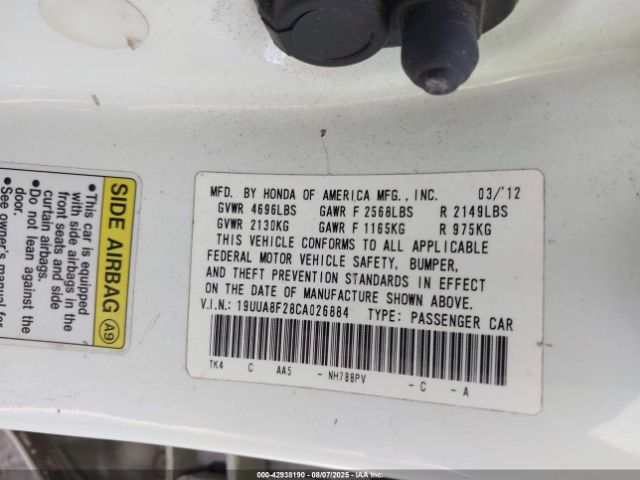 MFD. BY HONDA OF AMERICA MFG., INC. 03/'12
GVWR 4696LBS GAWR F 2568LBS R 2149LBS
GVWR 2130KG GAWR F 1165KG R 975KG
THIS VEHICLE CONFORMS TO ALL APPLICABLE
FEDERAL MOTOR VEHICLE SAFETY, BUMPER,
AND THEFT PREVENTION STANDARDS IN EFFECT
ON THE DATE OF MANUFACTURE SHOWN ABOVE.
V.I.N.: 19UUA8F28CA026884 TYPE: PASSENGER CAR
TK4 C AA5 - NH788PV - C - A
SIDE AIRBAG A9
• This car is equipped
with side airbags in the
front seats and side
curtain airbags.
• Do not lean against the
door.
• See owner's
000-42938190 - 08/07/2025 - IAA Inc. - Copyright